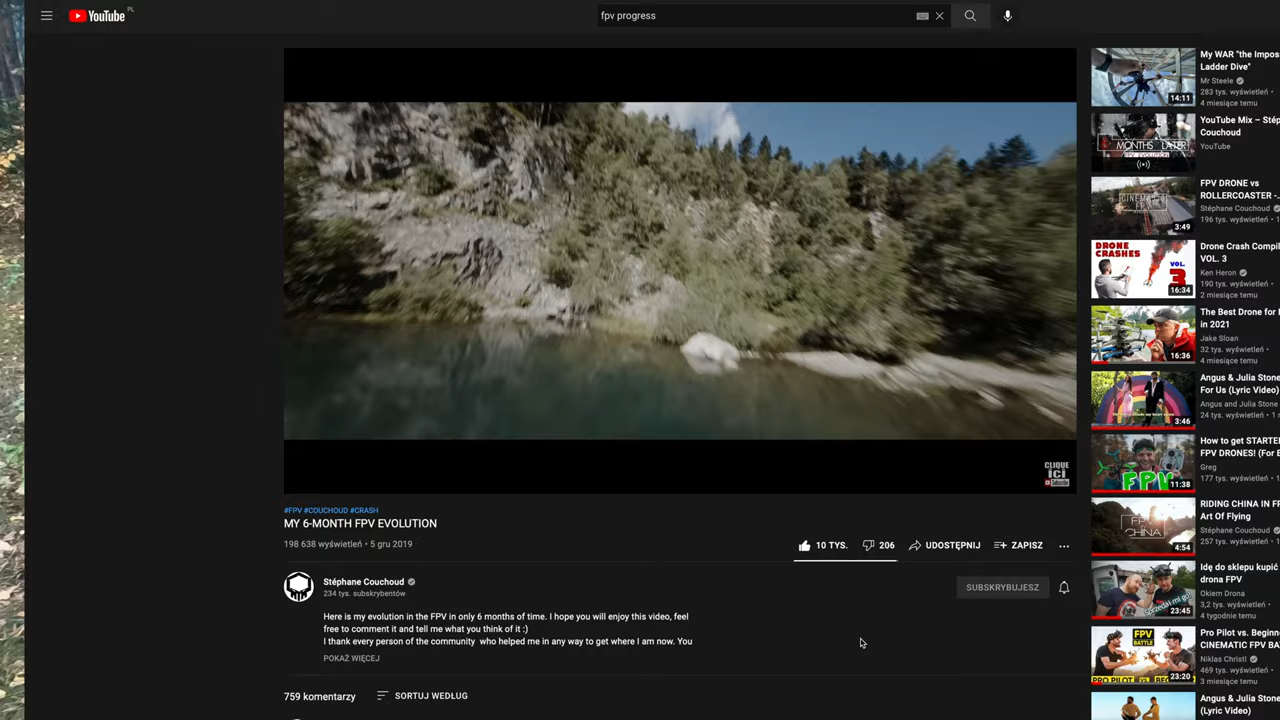 YouTube PL
fpv progress
CLIQUE
ICI
#FPV #COUCHOUD #CRASH
MY 6-MONTH FPV EVOLUTION
198 638 wyświetleń • 5 gru 2019
10 TYS.
206
UDOSTĘPNIJ
ZAPISZ
Stéphane Couchoud
234 tys. subskrybentów
SUBSKRYBUJESZ
Here is my evolution in the FPV in only 6 months of time. I hope you will enjoy this video, feel
free to comment it and tell me what you think of it :)
I thank every person of the community who helped me in any way to get where I am now. You
POKAŻ WIĘCEJ
759 komentarzy
SORTUJ WEDŁUG
14:11
My WAR "the Impos
Ladder Dive"
Mr Steele
283 tys. wyświetleń •
4 miesiące temu
MONTHS LATER
FPV EVOLUTION
YouTube Mix – Stép
Couchoud
YouTube
CINEMATIC
FPV
3:49
FPV DRONE vs
ROLLERCOASTER -
Stéphane Couchoud
196 tys. wyświetleń • 1
DRONE
CRASHES
VOL.
3
16:34
Drone Crash Compil
VOL. 3
Ken Heron
190 tys. wyświetleń •
2 miesiące temu
16:36
The Best Drone for
in 2021
Jake Sloan
32 tys. wyświetleń •
4 miesiące temu
3:46
Angus & Julia Stone
For Us (Lyric Video)
Angus and Julia Stone
24 tys. wyświetleń • 1
FPV
11:38
How to get STARTE
FPV DRONES! (For B
Greg
177 tys. wyświetleń •
FPV
CHINA
4:54
RIDING CHINA IN FP
Art Of Flying
Stéphane Couchoud
257 tys. wyświetleń •
Sprzedaj mi go
23:45
Idę do sklepu kupić
drona FPV
Okiem Drona
3,2 tys. wyświetleń •
4 tygodnie temu
FPV
BATTLE
PRO PILOT VS. BEG
23:20
Pro Pilot vs. Beginn
CINEMATIC FPV BA
Niklas Christl
469 tys. wyświetleń •
3 miesiące temu
Angus & Julia Stone
(Lyric Video)